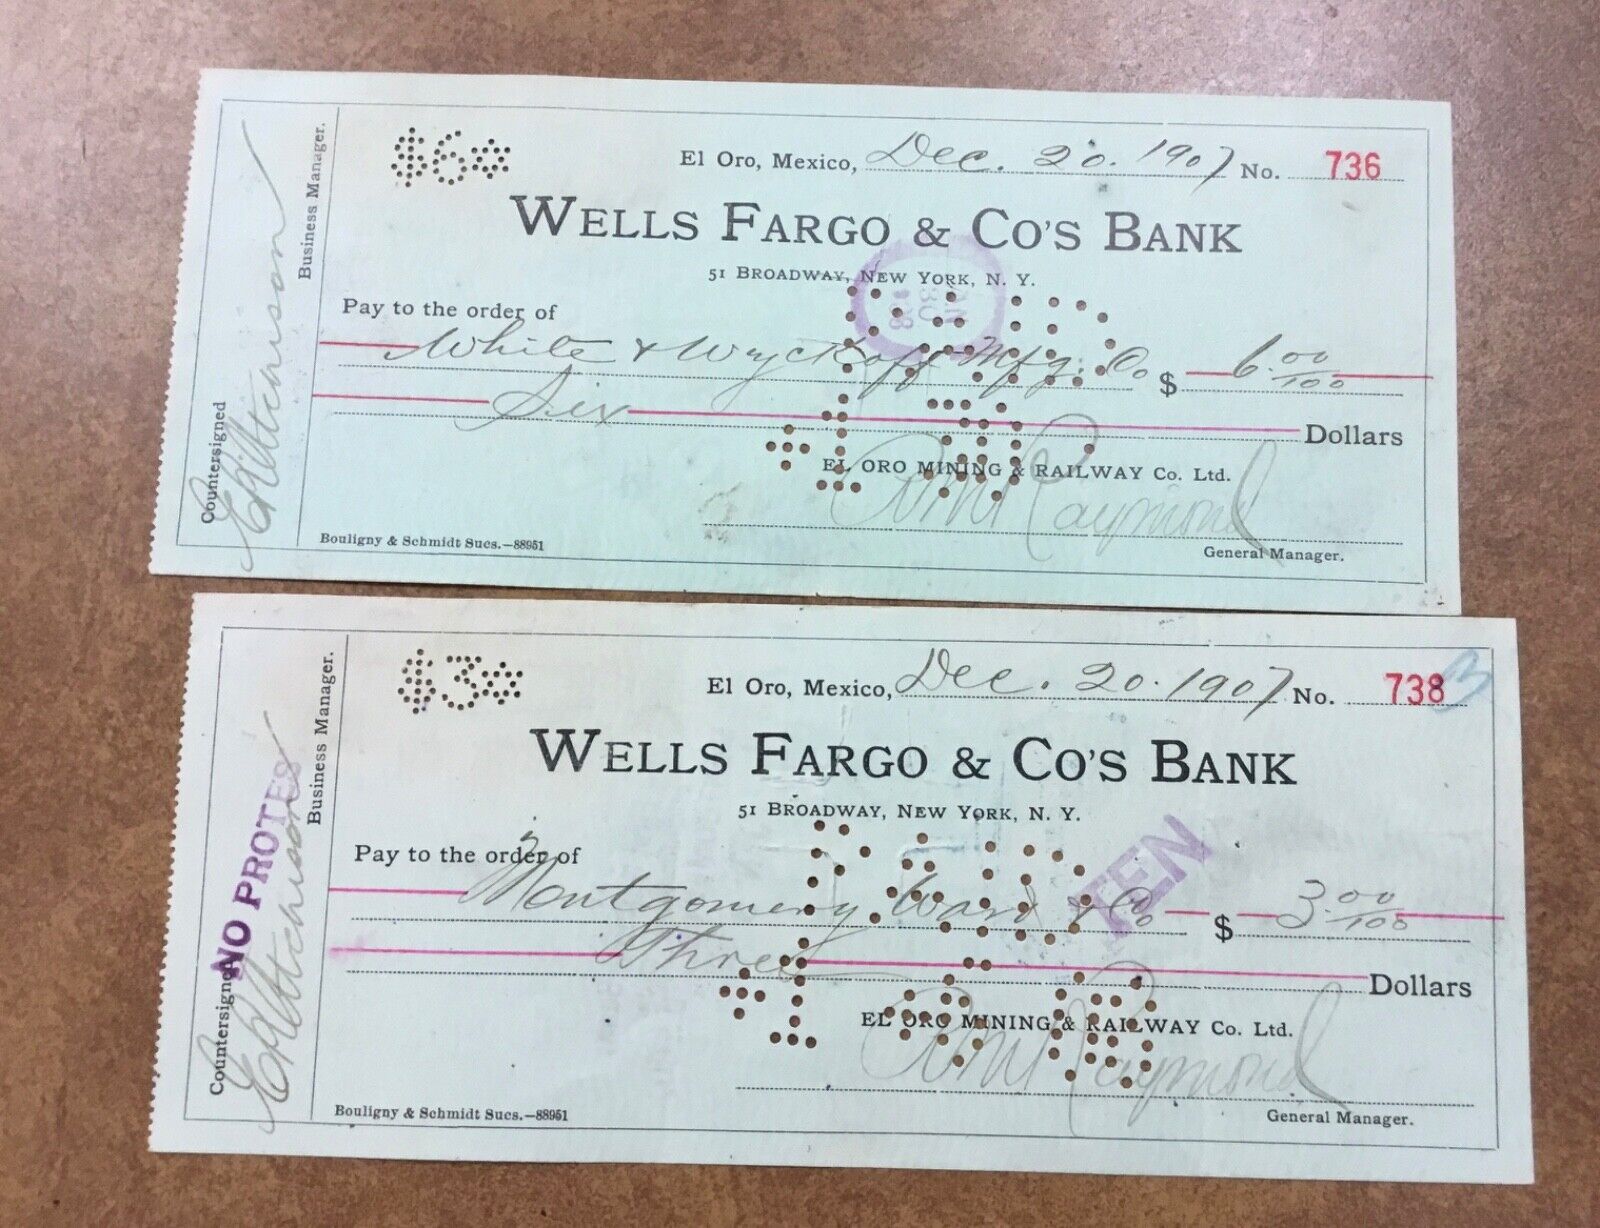 $6☆
El Oro, Mexico, Dec. 20. 1907 No. 736
WELLS FARGO & CO'S BANK
51 BROADWAY, NEW YORK, N. Y.
Pay to the order of
White & Wyckoff Mfg. Co $ 6.00/100
Six Dollars
EL ORO MINING & RAILWAY Co. Ltd.
Raymond
General Manager.
Bouligny & Schmidt Sucs.—88951
Countersigned
Business Manager.
$3☆
El Oro, Mexico, Dec. 20. 1907 No. 738
WELLS FARGO & CO'S BANK
51 BROADWAY, NEW YORK, N. Y.
Pay to the order of
Montgomery Ward & Co $ 3.00/100
Three Dollars
TEN
PAID
EL ORO MINING & RAILWAY Co. Ltd.
Raymond
General Manager.
Bouligny & Schmidt Sucs.—88951
Countersigned
Business Manager.
NO PROTES